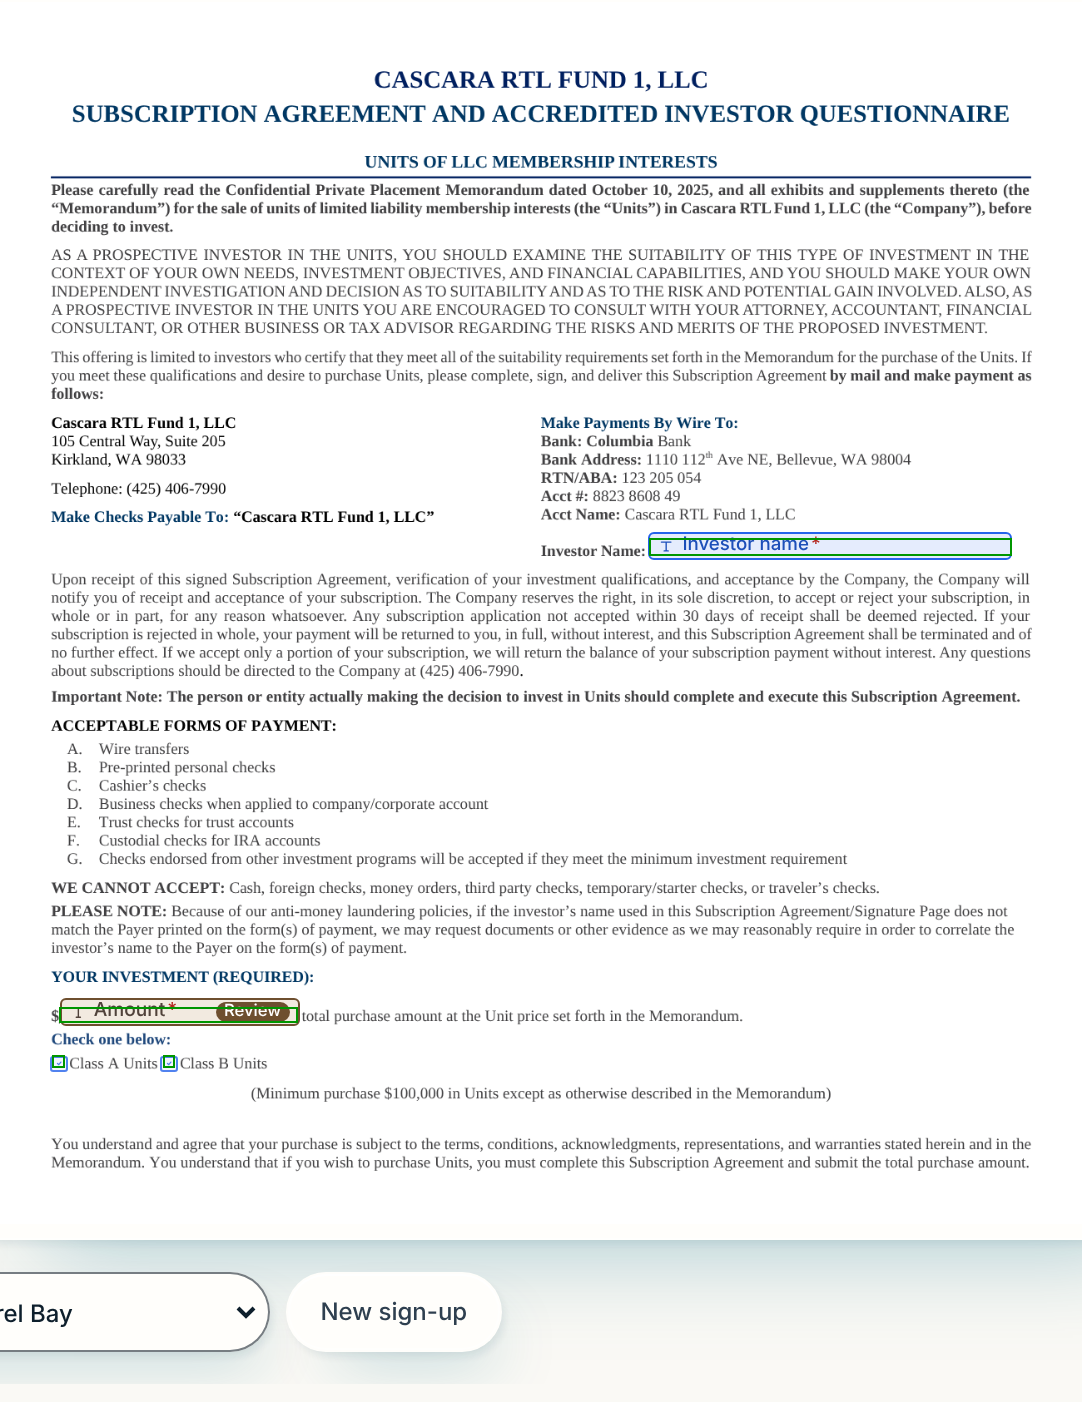 CASCARA RTL FUND 1, LLC
SUBSCRIPTION AGREEMENT AND ACCREDITED INVESTOR QUESTIONNAIRE
UNITS OF LLC MEMBERSHIP INTERESTS
Please carefully read the Confidential Private Placement Memorandum dated October 10, 2025, and all exhibits and supplements thereto (the
“Memorandum”) for the sale of units of limited liability membership interests (the “Units”) in Cascara RTL Fund 1, LLC (the “Company”), before
deciding to invest.
AS A PROSPECTIVE INVESTOR IN THE UNITS, YOU SHOULD EXAMINE THE SUITABILITY OF THIS TYPE OF INVESTMENT IN THE
CONTEXT OF YOUR OWN NEEDS, INVESTMENT OBJECTIVES, AND FINANCIAL CAPABILITIES, AND YOU SHOULD MAKE YOUR OWN
INDEPENDENT INVESTIGATION AND DECISION AS TO SUITABILITY AND AS TO THE RISK AND POTENTIAL GAIN INVOLVED. ALSO, AS
A PROSPECTIVE INVESTOR IN THE UNITS YOU ARE ENCOURAGED TO CONSULT WITH YOUR ATTORNEY, ACCOUNTANT, FINANCIAL
CONSULTANT, OR OTHER BUSINESS OR TAX ADVISOR REGARDING THE RISKS AND MERITS OF THE PROPOSED INVESTMENT.
This offering is limited to investors who certify that they meet all of the suitability requirements set forth in the Memorandum for the purchase of the Units. If
you meet these qualifications and desire to purchase Units, please complete, sign, and deliver this Subscription Agreement by mail and make payment as
follows:
Cascara RTL Fund 1, LLC
105 Central Way, Suite 205
Kirkland, WA 98033
Telephone: (425) 406-7990
Make Checks Payable To: “Cascara RTL Fund 1, LLC”
Make Payments By Wire To:
Bank: Columbia Bank
Bank Address: 1110 112th Ave NE, Bellevue, WA 98004
RTN/ABA: 123 205 054
Acct #: 8823 8608 49
Acct Name: Cascara RTL Fund 1, LLC
Investor Name: Investor name*
Upon receipt of this signed Subscription Agreement, verification of your investment qualifications, and acceptance by the Company, the Company will
notify you of receipt and acceptance of your subscription. The Company reserves the right, in its sole discretion, to accept or reject your subscription, in
whole or in part, for any reason whatsoever. Any subscription application not accepted within 30 days of receipt shall be deemed rejected. If your
subscription is rejected in whole, your payment will be returned to you, in full, without interest, and this Subscription Agreement shall be terminated and of
no further effect. If we accept only a portion of your subscription, we will return the balance of your subscription payment without interest. Any questions
about subscriptions should be directed to the Company at (425) 406-7990.
Important Note: The person or entity actually making the decision to invest in Units should complete and execute this Subscription Agreement.
ACCEPTABLE FORMS OF PAYMENT:
A. Wire transfers
B. Pre-printed personal checks
C. Cashier’s checks
D. Business checks when applied to company/corporate account
E. Trust checks for trust accounts
F. Custodial checks for IRA accounts
G. Checks endorsed from other investment programs will be accepted if they meet the minimum investment requirement
WE CANNOT ACCEPT: Cash, foreign checks, money orders, third party checks, temporary/starter checks, or traveler’s checks.
PLEASE NOTE: Because of our anti-money laundering policies, if the investor’s name used in this Subscription Agreement/Signature Page does not
match the Payer printed on the form(s) of payment, we may request documents or other evidence as we may reasonably require in order to correlate the
investor’s name to the Payer on the form(s) of payment.
YOUR INVESTMENT (REQUIRED):
$ Amount* Review total purchase amount at the Unit price set forth in the Memorandum.
Check one below:
Class A Units Class B Units
(Minimum purchase $100,000 in Units except as otherwise described in the Memorandum)
You understand and agree that your purchase is subject to the terms, conditions, acknowledgments, representations, and warranties stated herein and in the
Memorandum. You understand that if you wish to purchase Units, you must complete this Subscription Agreement and submit the total purchase amount.
rel Bay
New sign-up